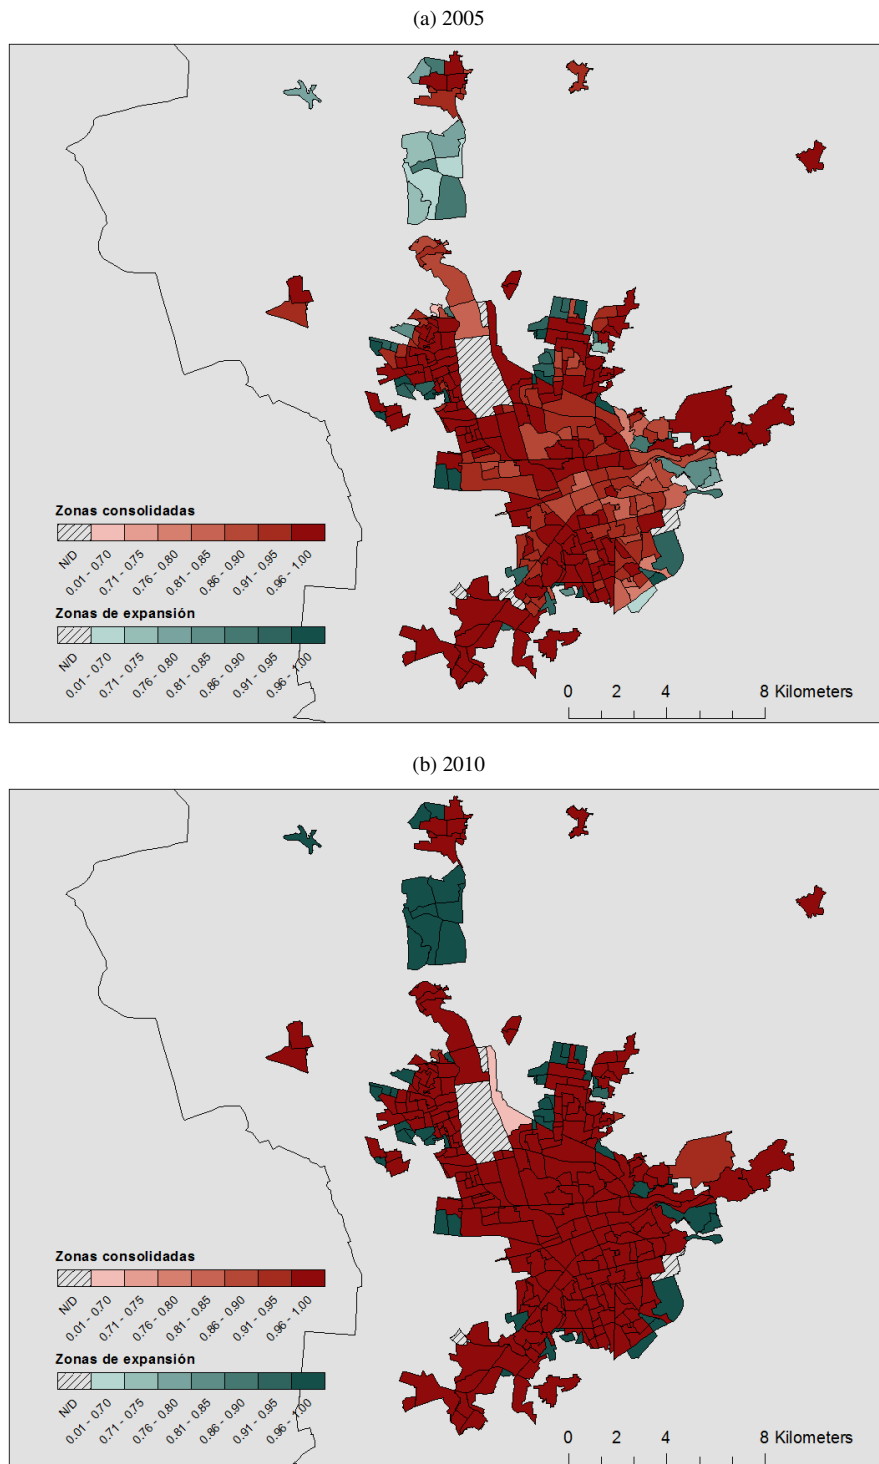 (a) 2005
Zonas consolidadas
N/D
0.01 - 0.70
0.71 - 0.75
0.76 - 0.80
0.81 - 0.85
0.86 - 0.90
0.91 - 0.95
0.96 - 1.00
Zonas de expansión
N/D
0.01 - 0.70
0.71 - 0.75
0.76 - 0.80
0.81 - 0.85
0.86 - 0.90
0.91 - 0.95
0.96 - 1.00
0 2 4 8 Kilometers
(b) 2010
Zonas consolidadas
N/D
0.01 - 0.70
0.71 - 0.75
0.76 - 0.80
0.81 - 0.85
0.86 - 0.90
0.91 - 0.95
0.96 - 1.00
Zonas de expansión
N/D
0.01 - 0.70
0.71 - 0.75
0.76 - 0.80
0.81 - 0.85
0.86 - 0.90
0.91 - 0.95
0.96 - 1.00
0 2 4 8 Kilometers